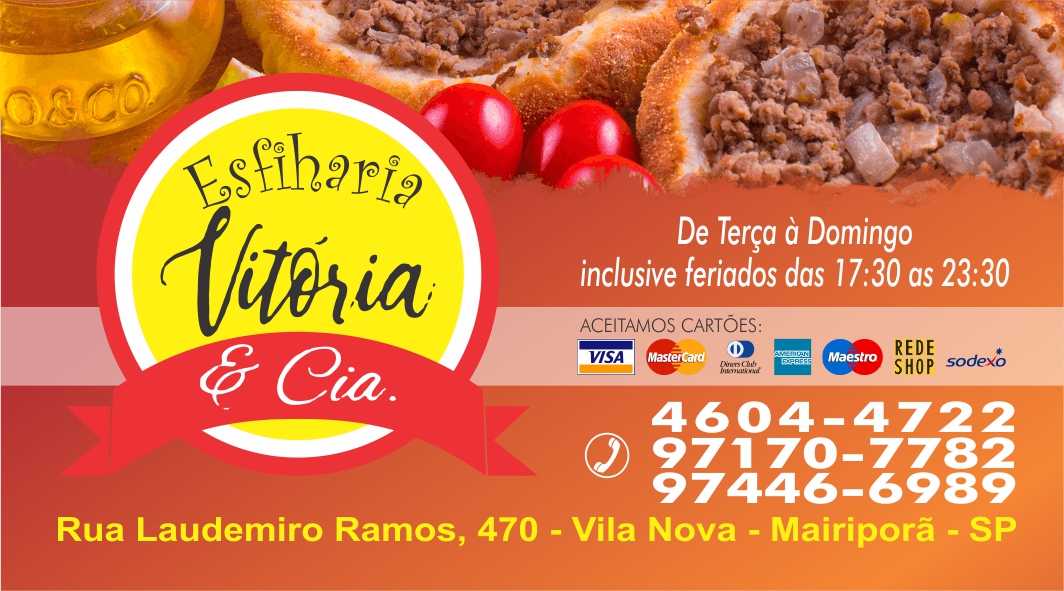 O&CO.
Esfiharia
Vitória
& Cia.
De Terça à Domingo
inclusive feriados das 17:30 as 23:30
ACEITAMOS CARTÕES:
VISA MasterCard Diners Club International AMERICAN EXPRESS Maestro REDE SHOP sodexo
4604-4722
97170-7782
97446-6989
Rua Laudemiro Ramos, 470 - Vila Nova - Mairiporã - SP